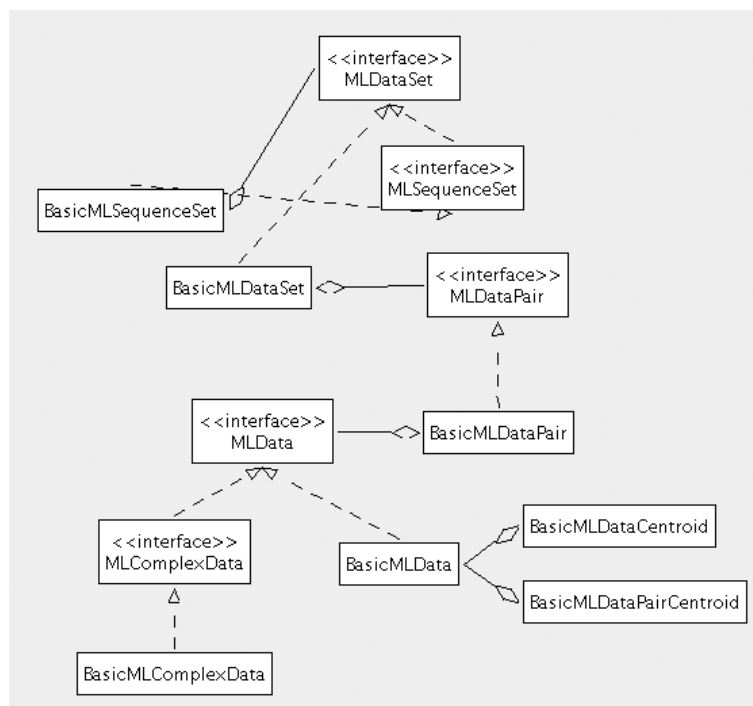 <<interface>>
MLDataSet
<<interface>>
MLSequenceSet
BasicMLSequenceSet
BasicMLDataSet
<<interface>>
MLDataPair
<<interface>>
MLData
BasicMLDataPair
<<interface>>
MLComplexData
BasicMLData
BasicMLDataCentroid
BasicMLDataPairCentroid
BasicMLComplexData